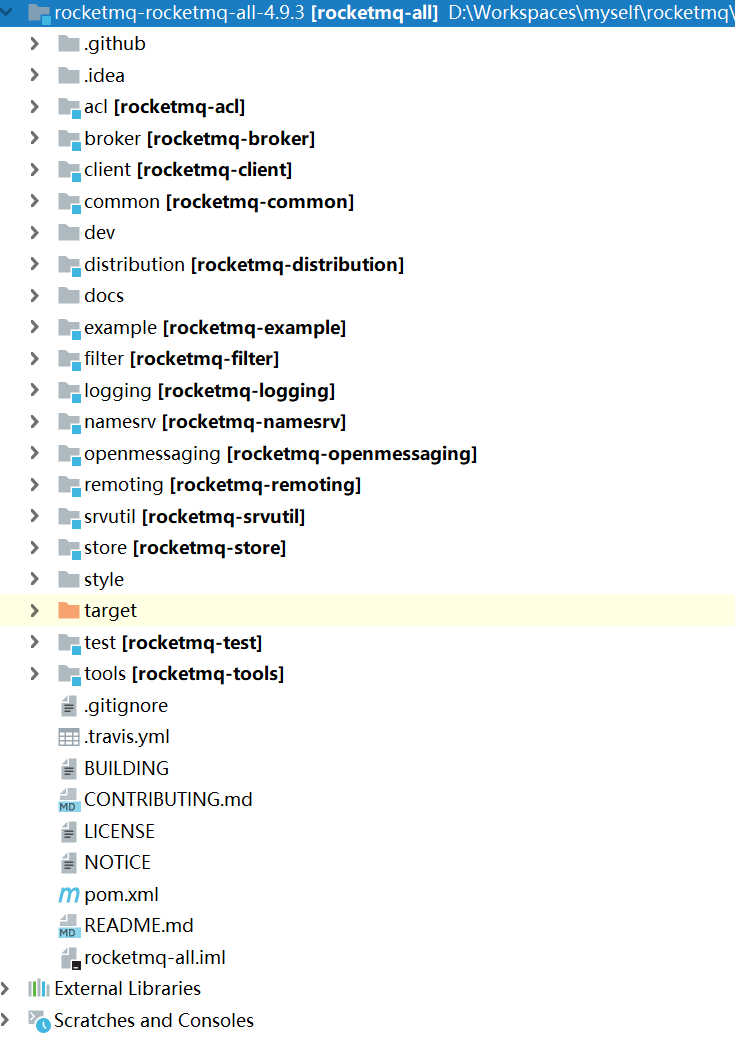 rocketmq-rocketmq-all-4.9.3 [rocketmq-all] D:\Workspaces\myself\rocketmq\
.github
.idea
acl [rocketmq-acl]
broker [rocketmq-broker]
client [rocketmq-client]
common [rocketmq-common]
dev
distribution [rocketmq-distribution]
docs
example [rocketmq-example]
filter [rocketmq-filter]
logging [rocketmq-logging]
namesrv [rocketmq-namesrv]
openmessaging [rocketmq-openmessaging]
remoting [rocketmq-remoting]
srvutil [rocketmq-srvutil]
store [rocketmq-store]
style
target
test [rocketmq-test]
tools [rocketmq-tools]
.gitignore
.travis.yml
BUILDING
MD CONTRIBUTING.md
LICENSE
NOTICE
m pom.xml
MD README.md
rocketmq-all.iml
External Libraries
Scratches and Consoles